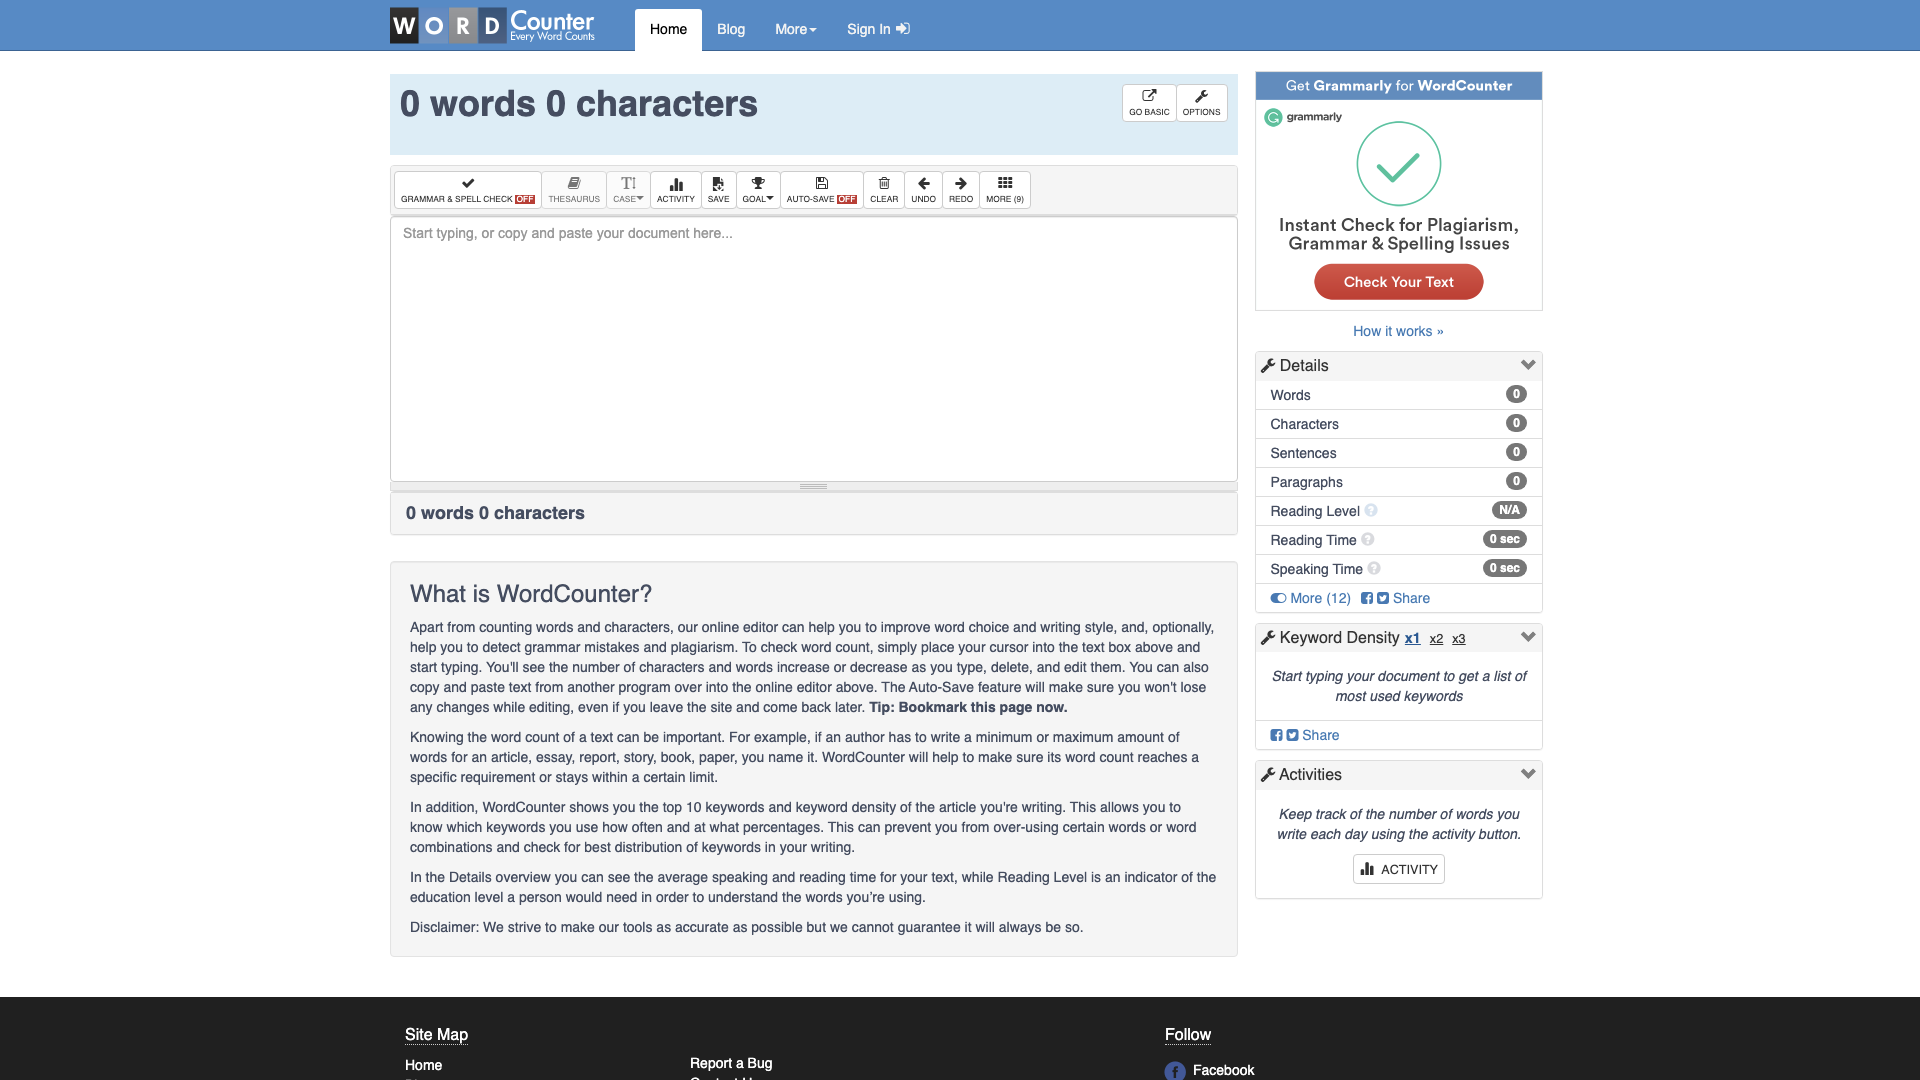 WORD Counter
Every Word Counts
Home
Blog
More
Sign In
0 words 0 characters
GO BASIC
OPTIONS
GRAMMAR & SPELL CHECK OFF
THESAURUS
CASE
ACTIVITY
SAVE
GOAL
AUTO-SAVE OFF
CLEAR
UNDO
REDO
MORE (9)
Start typing, or copy and paste your document here...
0 words 0 characters
What is WordCounter?
Apart from counting words and characters, our online editor can help you to improve word choice and writing style, and, optionally,
help you to detect grammar mistakes and plagiarism. To check word count, simply place your cursor into the text box above and
start typing. You'll see the number of characters and words increase or decrease as you type, delete, and edit them. You can also
copy and paste text from another program over into the online editor above. The Auto-Save feature will make sure you won't lose
any changes while editing, even if you leave the site and come back later. Tip: Bookmark this page now.
Knowing the word count of a text can be important. For example, if an author has to write a minimum or maximum amount of
words for an article, essay, report, story, book, paper, you name it. WordCounter will help to make sure its word count reaches a
specific requirement or stays within a certain limit.
In addition, WordCounter shows you the top 10 keywords and keyword density of the article you're writing. This allows you to
know which keywords you use how often and at what percentages. This can prevent you from over-using certain words or word
combinations and check for best distribution of keywords in your writing.
In the Details overview you can see the average speaking and reading time for your text, while Reading Level is an indicator of the
education level a person would need in order to understand the words you’re using.
Disclaimer: We strive to make our tools as accurate as possible but we cannot guarantee it will always be so.
Get Grammarly for WordCounter
grammarly
Instant Check for Plagiarism,
Grammar & Spelling Issues
Check Your Text
How it works »
Details
Words 0
Characters 0
Sentences 0
Paragraphs 0
Reading Level ? N/A
Reading Time ? 0 sec
Speaking Time ? 0 sec
More (12) Share
Keyword Density x1 x2 x3
Start typing your document to get a list of
most used keywords
Share
Activities
Keep track of the number of words you
write each day using the activity button.
ACTIVITY
Site Map
Home
Report a Bug
Follow
Facebook